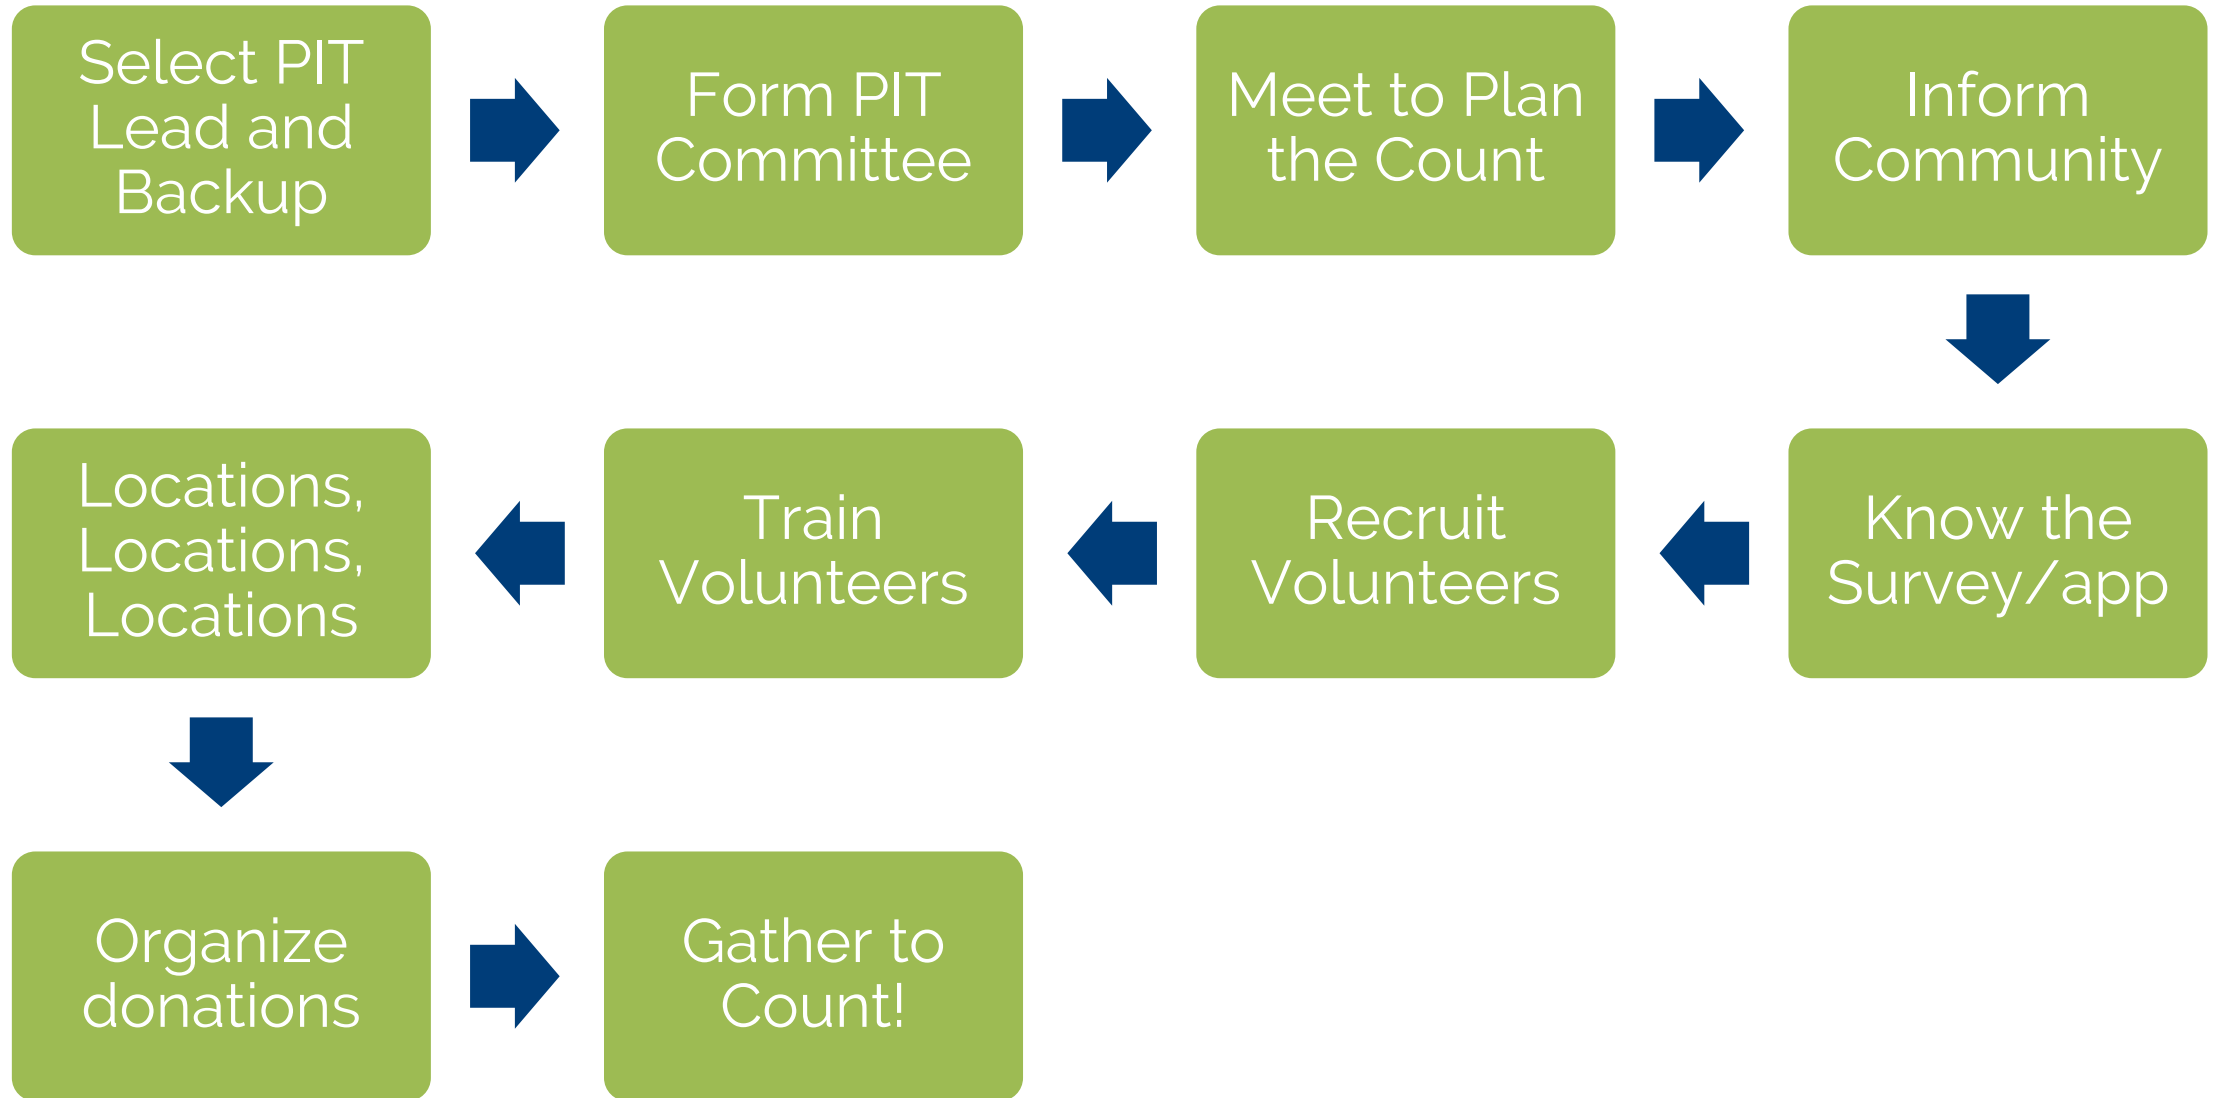 Select PIT
Lead and
Backup
Form PIT
Committee
Meet to Plan
the Count
Inform
Community
Know the
Survey/app
Recruit
Volunteers
Train
Volunteers
Locations,
Locations,
Locations
Organize
donations
Gather to
Count!